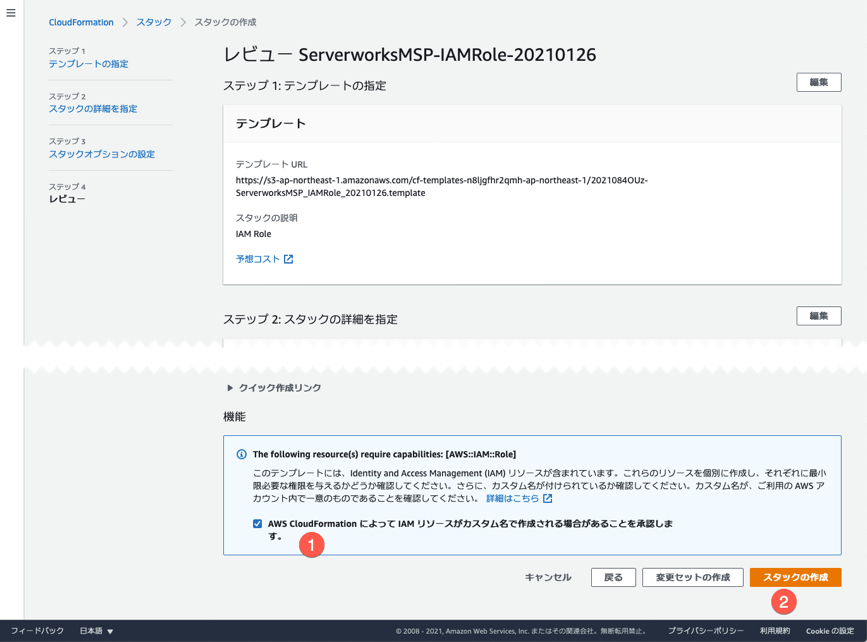 CloudFormation > スタック > スタックの作成
ステップ 1
テンプレートの指定
ステップ 2
スタックの詳細を指定
ステップ 3
スタックオプションの設定
ステップ 4
レビュー
レビュー ServerworksMSP-IAMRole-20210126
ステップ 1: テンプレートの指定
編集
テンプレート
テンプレート URL
https://s3-ap-northeast-1.amazonaws.com/cf-templates-n8ljgfhr2qmh-ap-northeast-1/2021084OUz-
ServerworksMSP_IAMRole_20210126.template
スタックの説明
IAM Role
予想コスト
ステップ 2: スタックの詳細を指定
編集
クイック作成リンク
機能
The following resource(s) require capabilities: [AWS::IAM::Role]
このテンプレートには、Identity and Access Management (IAM) リソースが含まれています。これらのリソースを個別に作成し、それぞれに最小
限必要な権限を与えるかどうか確認してください。さらに、カスタム名が付けられているか確認してください。カスタム名が、ご利用の AWS ア
カウント内で一意のものであることを確認してください。 詳細はこちら
AWS CloudFormation によって IAM リソースがカスタム名で作成される場合があることを承認しま
す。
1
キャンセル
戻る
変更セットの作成
スタックの作成
2
フィードバック
日本語 ▼
© 2008 - 2021, Amazon Web Services, Inc. またはその関連会社。無断転用禁止。
プライバシーポリシー
利用規約
Cookie の設定